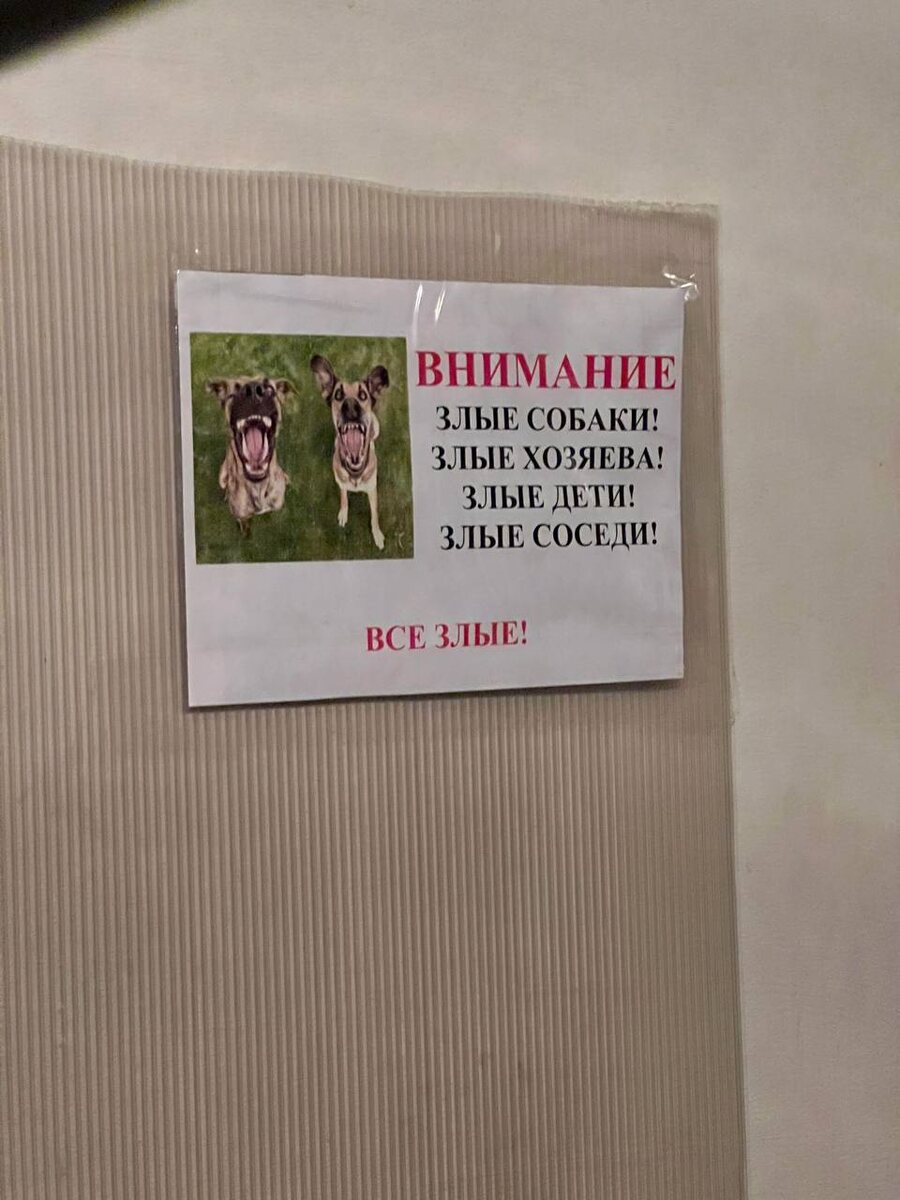 ВНИМАНИЕ
ЗЛЫЕ СОБАКИ!
ЗЛЫЕ ХОЗЯЕВА!
ЗЛЫЕ ДЕТИ!
ЗЛЫЕ СОСЕДИ!
ВСЕ ЗЛЫЕ!